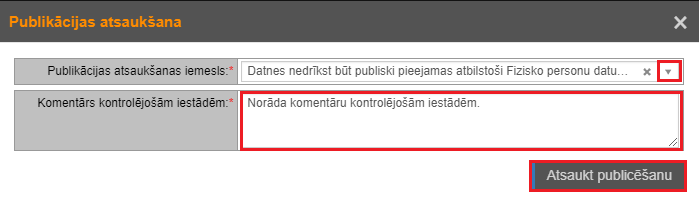 Publikācijas atsaukšana
Publikācijas atsaukšanas iemesls:* Datnes nedrīkst būt publiski pieejamas atbilstoši Fizisko personu datu…
Komentārs kontrolējošām iestādēm:* Norāda komentāru kontrolējošām iestādēm.
Atsaukt publicēšanu